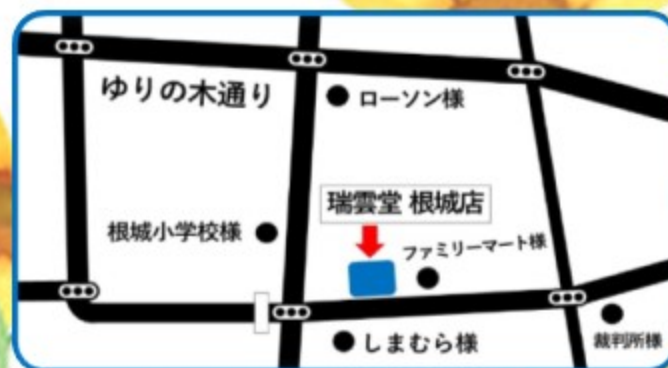 ゆりの木通り
ローソン様
瑞雲堂 根城店
根城小学校様
ファミリーマート様
しまむら様
裁判所様